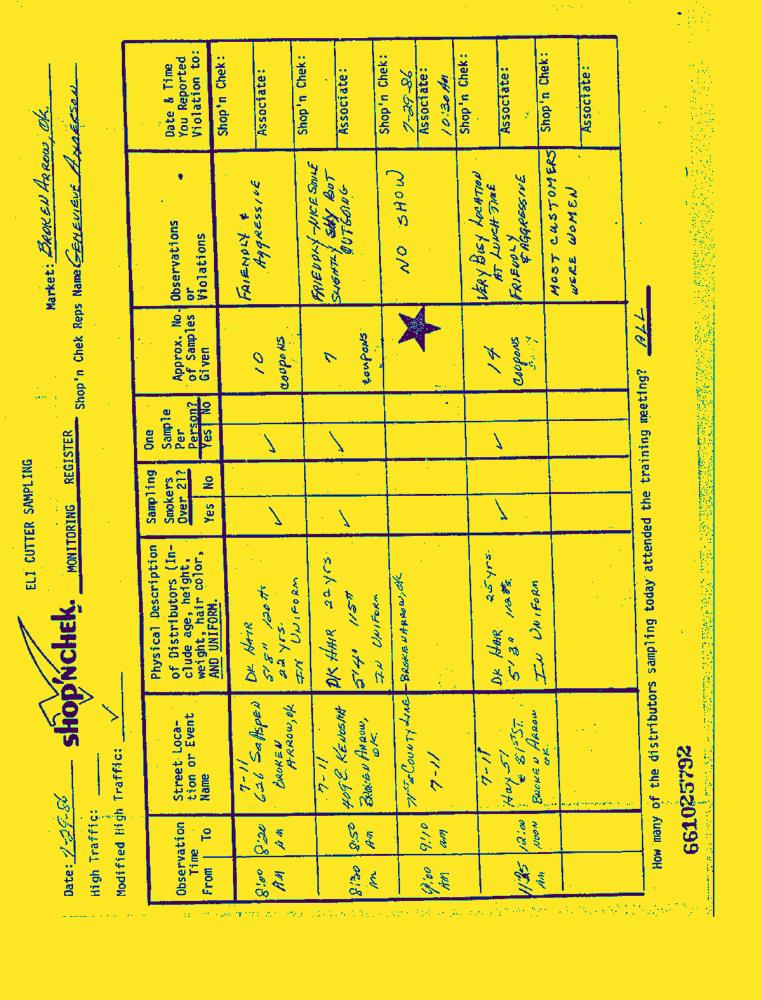 ELI CUTTER SAMPLING
Date: 7-29-86
shop'n chek.
MONITORING REGISTER
Market: BROKEN ARROW, OK.
High Traffic:
Shop'n Chek Reps Name GENEVIEVE ANDERSON
Modified High Traffic: ✓
Observation Time
From To
Street Location or Event Name
Physical Description of Distributors (Include age, height, weight, hair color, AND UNIFORM.
Sampling Smokers Over 21?
Yes No
One Sample Per Person?
Yes No
Approx. No. of Samples Given
Observations or Violations
Date & Time You Reported Violation to:
8:00 AM 8:20 AM
7-11
626 So ASPEN
BROKEN ARROW, OK
DK HAIR
5'8" 120 #s
22 YRS.
IN UNIFORM
✓ ✓
10 COUPONS
FRIENDLY & AGGRESSIVE
Shop'n Chek:
Associate:
8:30 8:50 AM
7-11
409 E. KENOSHA
BROKEN ARROW, OK.
DK HAIR 22 YRS
5'4" 115#
IN UNIFORM
✓ ✓
7 COUPONS
FRIENDLY-NICE SMILE
SLIGHTLY SHY BUT OUTGOING
Shop'n Chek:
Associate:
9:00 AM 9:10 AM
71st & COUNTY LINE - BROKEN ARROW, OK
7-11
NO SHOW
Shop'n Chek:
7-29-86
Associate:
10:30 AM
11:45 AM 12:00 NOON
7-11
Hwy 51 & 81st ST.
BROKEN ARROW OK.
DK HAIR 25 YRS.
5'3" 110 #s.
IN UNIFORM
✓ ✓
14 COUPONS
VERY BUSY LOCATION
AT LUNCH TIME
FRIENDLY & AGGRESSIVE
Shop'n Chek:
Associate:
MOST CUSTOMERS
WERE WOMEN
Shop'n Chek:
Associate:
How many of the distributors sampling today attended the training meeting? ALL
661025792